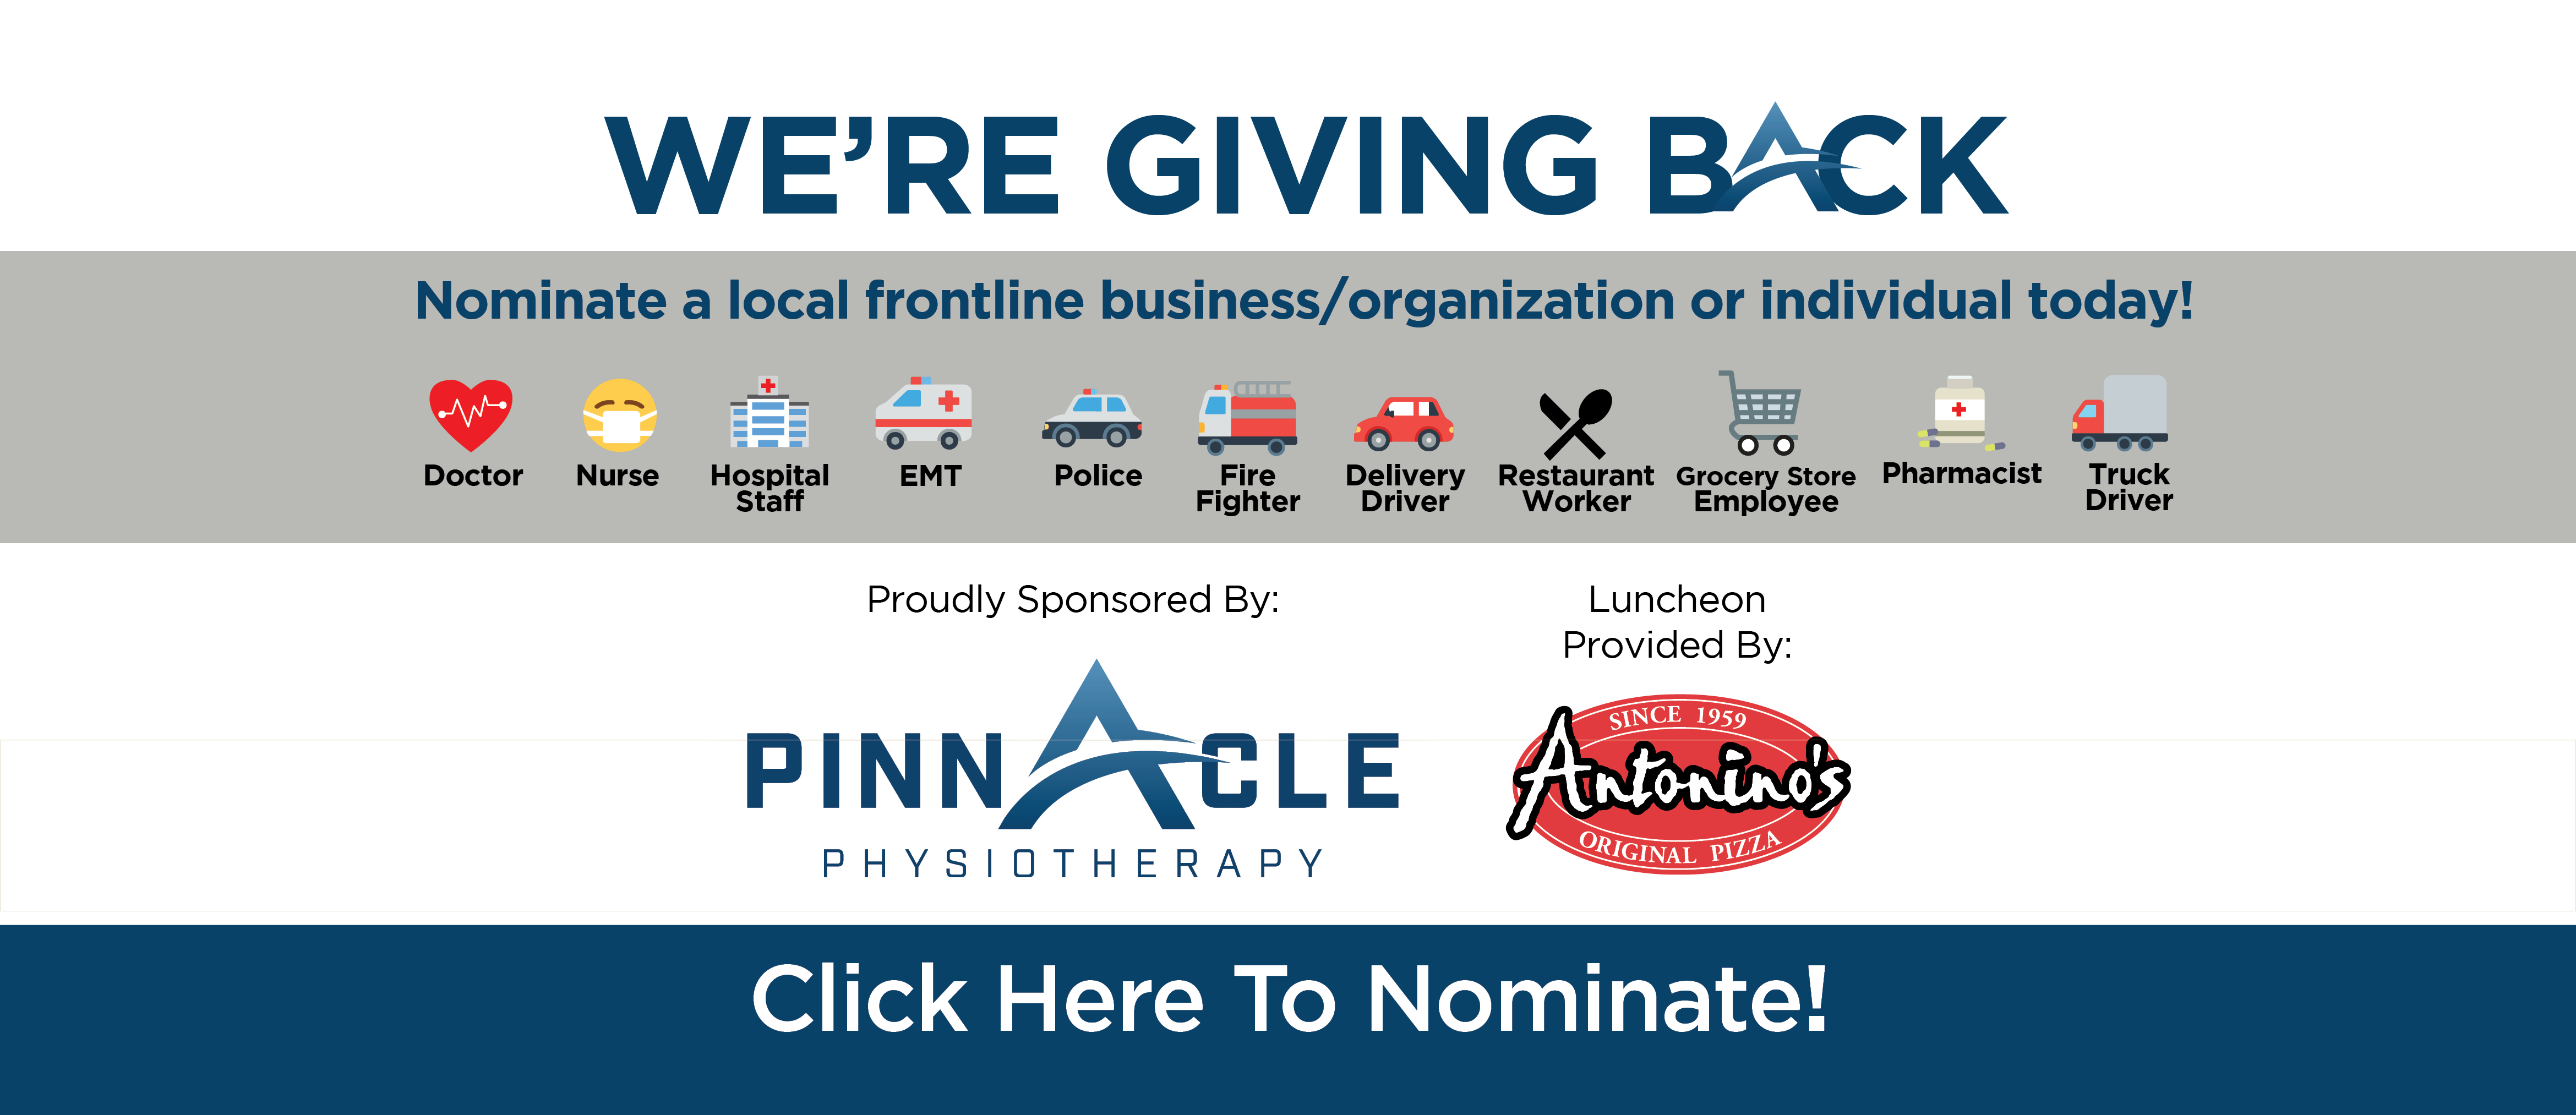 WE'RE GIVING BACK
Nominate a local frontline business/organization or individual today!
Doctor
Nurse
Hospital
Staff
EMT
Police
Fire
Fighter
Delivery
Driver
Restaurant
Worker
Grocery Store
Employee
Pharmacist
Truck
Driver
Proudly Sponsored By:
PINNACLE
PHYSIOTHERAPY
Luncheon
Provided By:
SINCE 1959
Antonino's
ORIGINAL PIZZA
Click Here To Nominate!